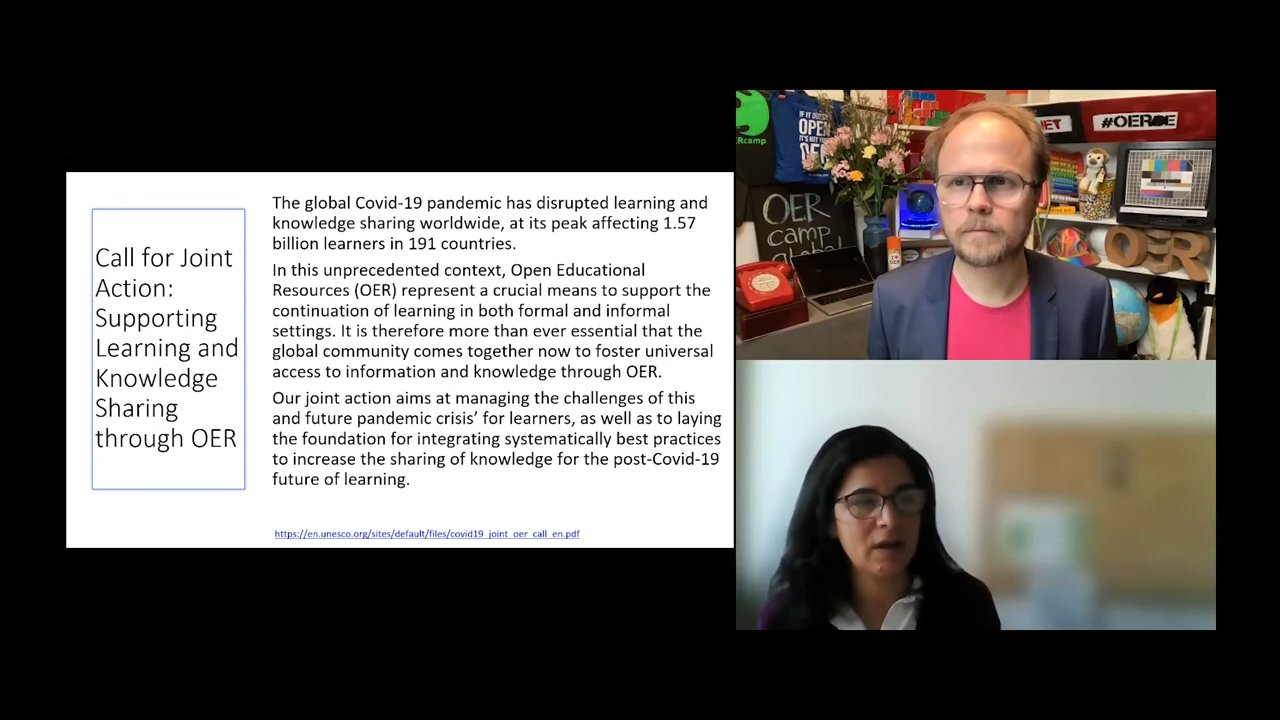 Call for Joint
Action:
Supporting
Learning and
Knowledge
Sharing
through OER
The global Covid-19 pandemic has disrupted learning and
knowledge sharing worldwide, at its peak affecting 1.57
billion learners in 191 countries.
In this unprecedented context, Open Educational
Resources (OER) represent a crucial means to support the
continuation of learning in both formal and informal
settings. It is therefore more than ever essential that the
global community comes together now to foster universal
access to information and knowledge through OER.
Our joint action aims at managing the challenges of this
and future pandemic crisis’ for learners, as well as to laying
the foundation for integrating systematically best practices
to increase the sharing of knowledge for the post-Covid-19
future of learning.
https://en.unesco.org/sites/default/files/covid19_joint_oer_call_en.pdf
ERcamp
OPEN
IT'S NOT
OER
NET
#OERDE
OER
camp
global
OER